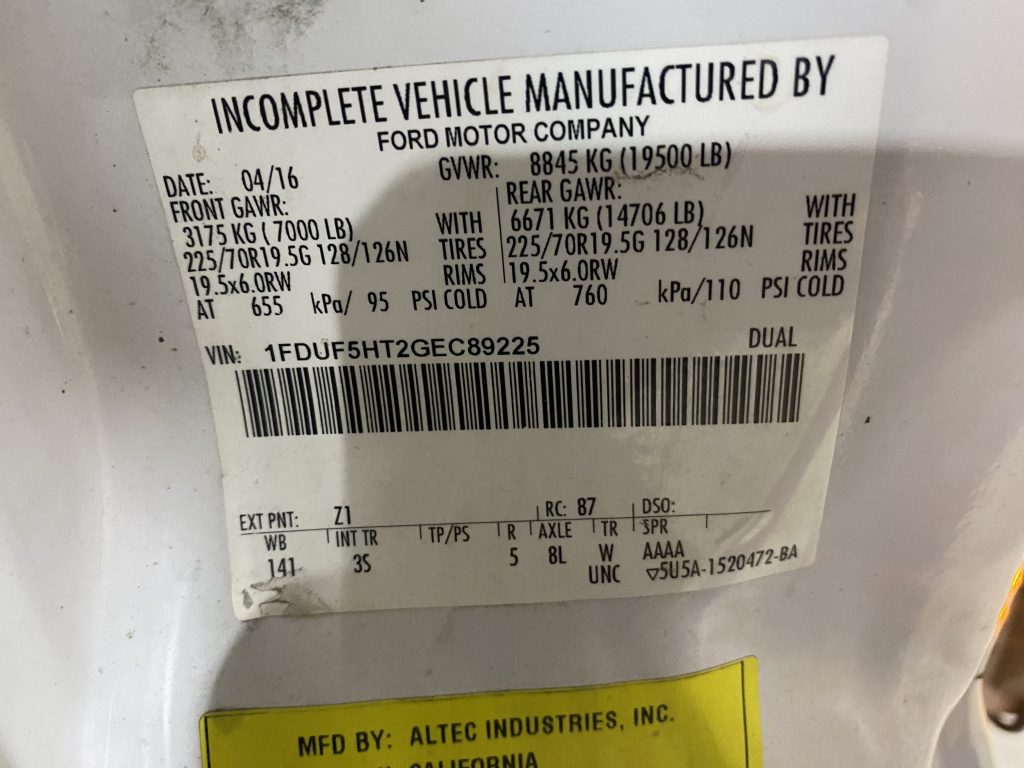 INCOMPLETE VEHICLE MANUFACTURED BY
FORD MOTOR COMPANY
DATE: 04/16 GVWR: 8845 KG (19500 LB)
FRONT GAWR: REAR GAWR:
3175 KG ( 7000 LB) WITH 6671 KG (14706 LB) WITH
225/70R19.5G 128/126N TIRES 225/70R19.5G 128/126N TIRES
19.5x6.0RW RIMS 19.5x6.0RW RIMS
AT 655 kPa/ 95 PSI COLD AT 760 kPa/110 PSI COLD
VIN: 1FDUF5HT2GEC89225 DUAL
EXT PNT: Z1 RC: 87 DSO:
WB INT TR TP/PS R AXLE TR SPR
141 3S 5 8L W AAAA
UNC ▽5U5A-1520472-BA
MFD BY: ALTEC INDUSTRIES, INC.
CALIFORNIA